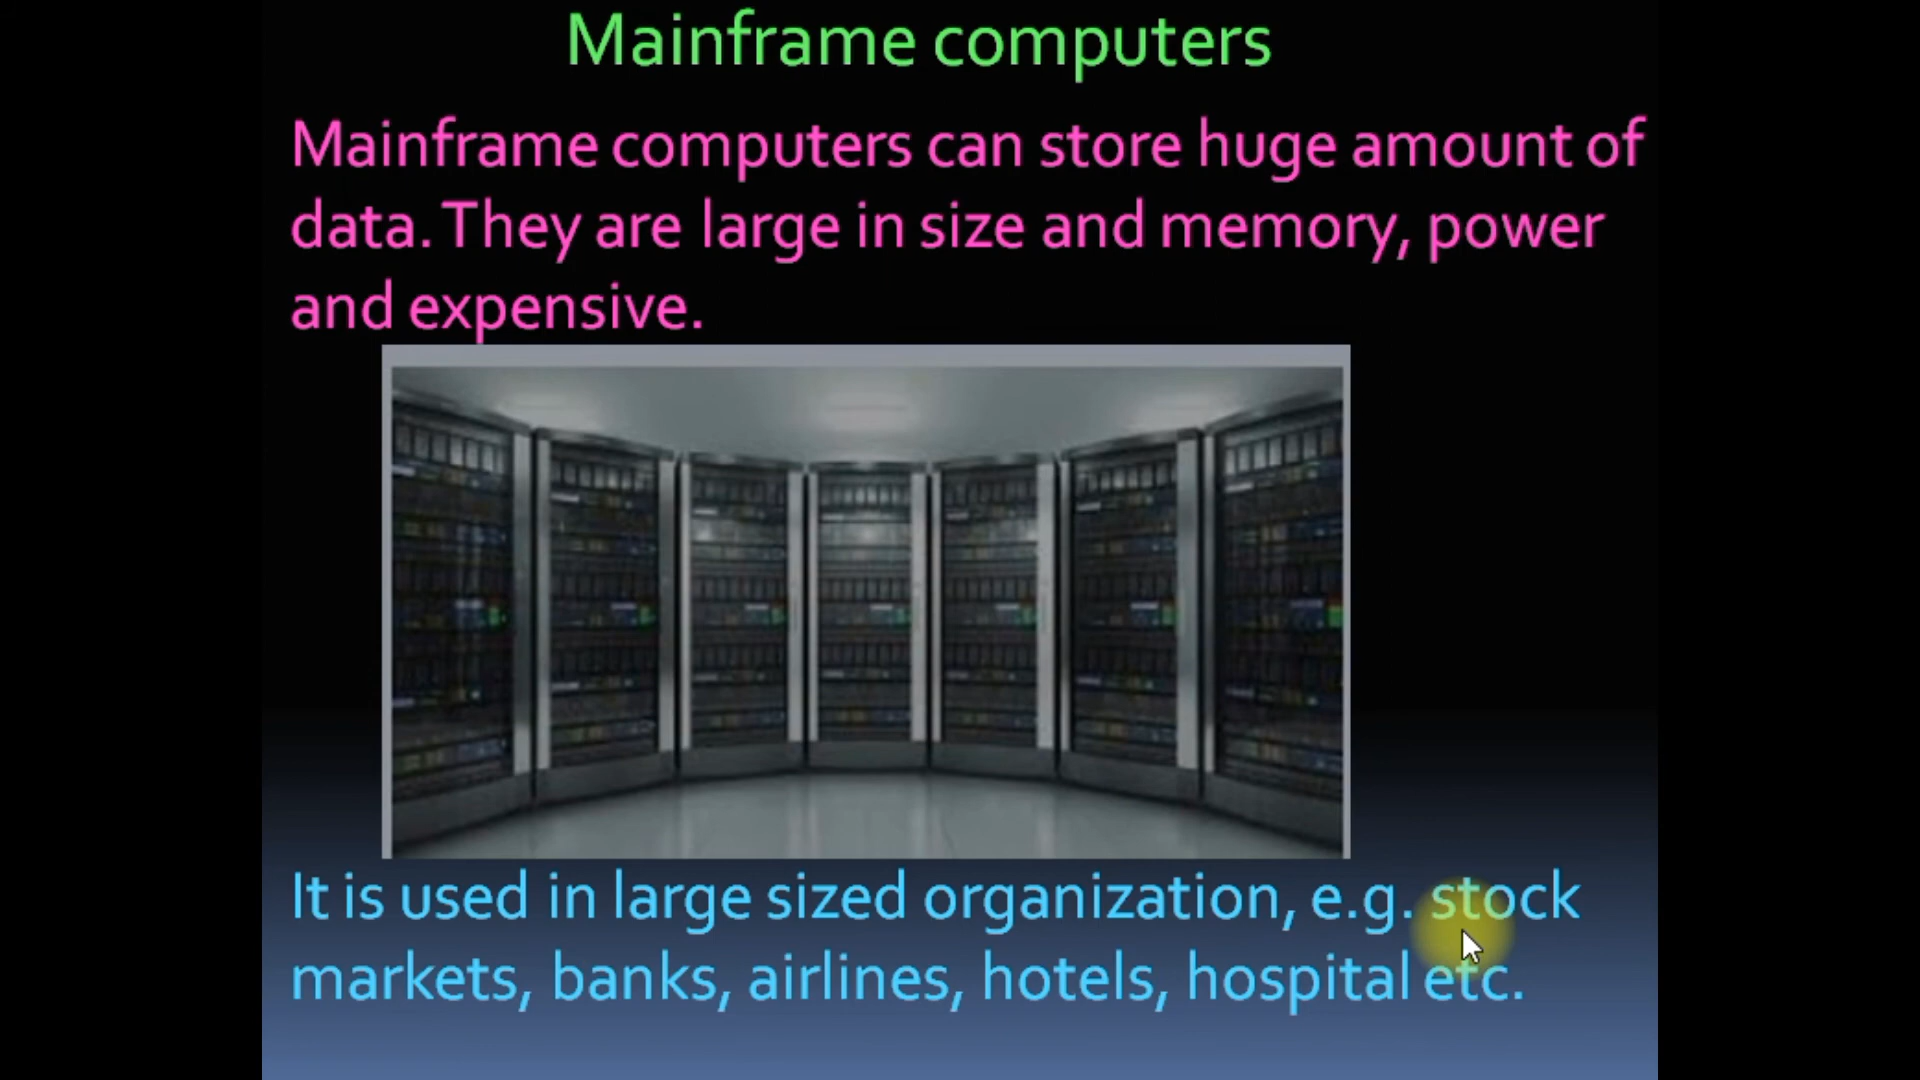 Mainframe computers
Mainframe computers can store huge amount of
data. They are large in size and memory, power
and expensive.
It is used in large sized organization, e.g. stock
markets, banks, airlines, hotels, hospital etc.